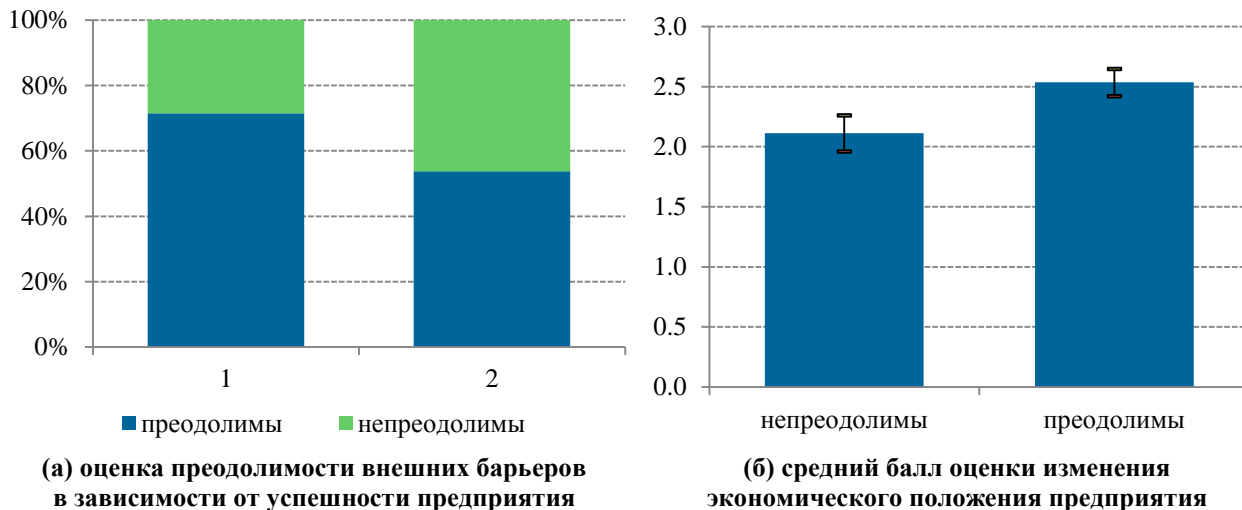 100%
80%
60%
40%
20%
0%
1
2
преодолимы
непреодолимы
(а) оценка преодолимости внешних барьеров
в зависимости от успешности предприятия
3.0
2.5
2.0
1.5
1.0
0.5
0.0
непреодолимы
преодолимы
(б) средний балл оценки изменения
экономического положения предприятия